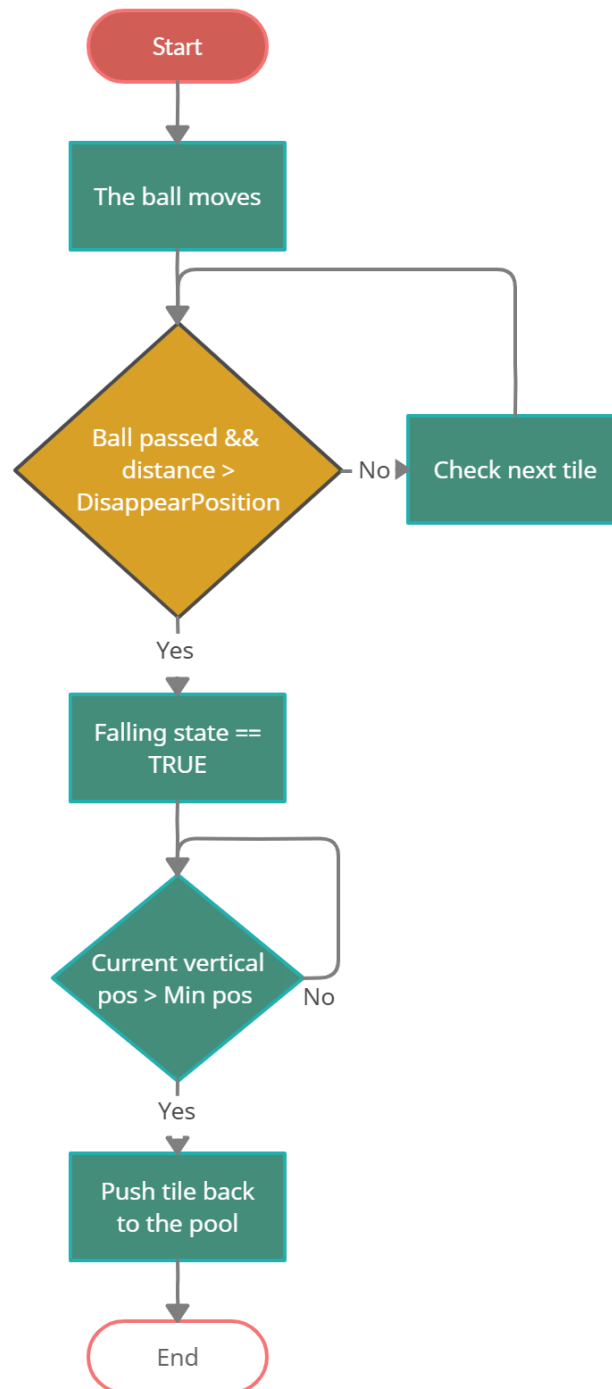 Start
The ball moves
Ball passed &&
distance >
DisappearPosition
No
Check next tile
Yes
Falling state ==
TRUE
Current vertical
pos > Min pos
No
Yes
Push tile back
to the pool
End